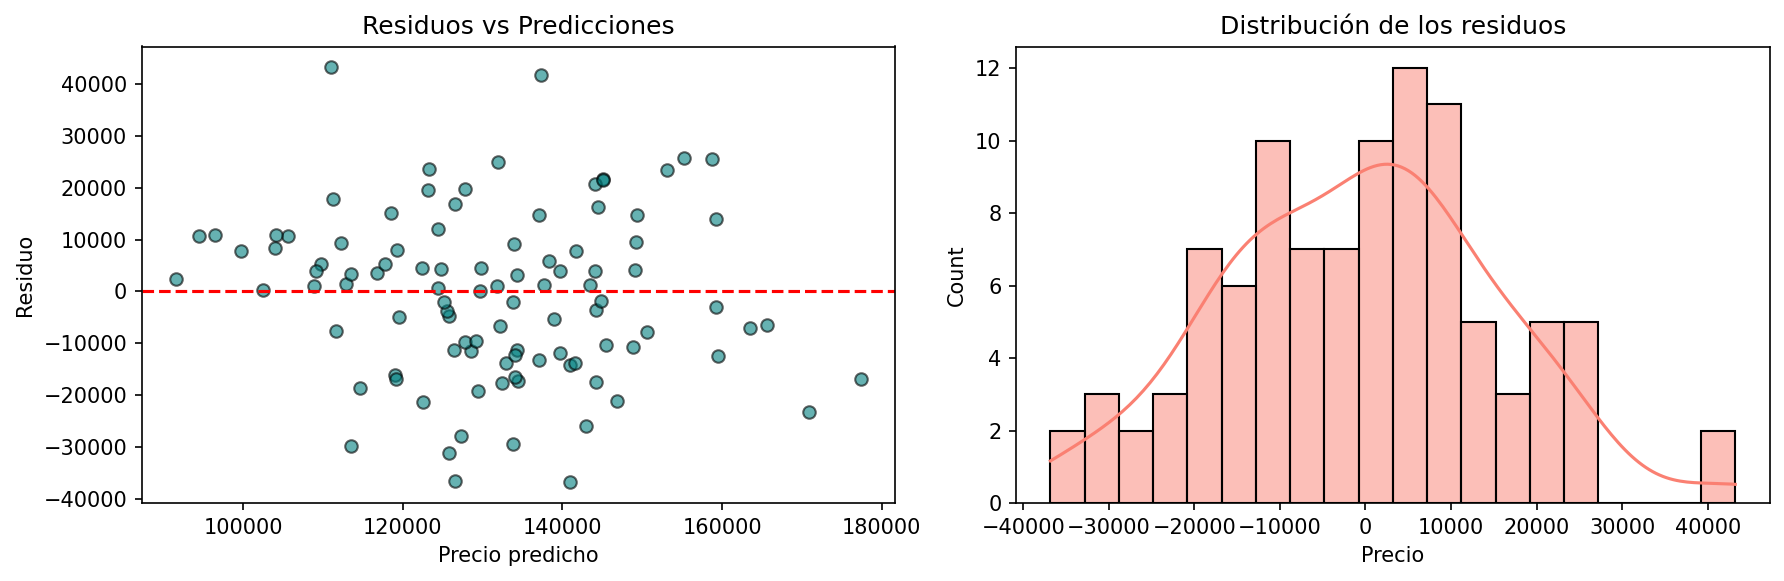 Residuos vs Predicciones
40000
30000
20000
10000
0
−10000
−20000
−30000
−40000
Residuo
100000 120000 140000 160000 180000
Precio predicho
Distribución de los residuos
12
10
8
6
4
2
0
Count
−40000 −30000 −20000 −10000 0 10000 20000 30000 40000
Precio